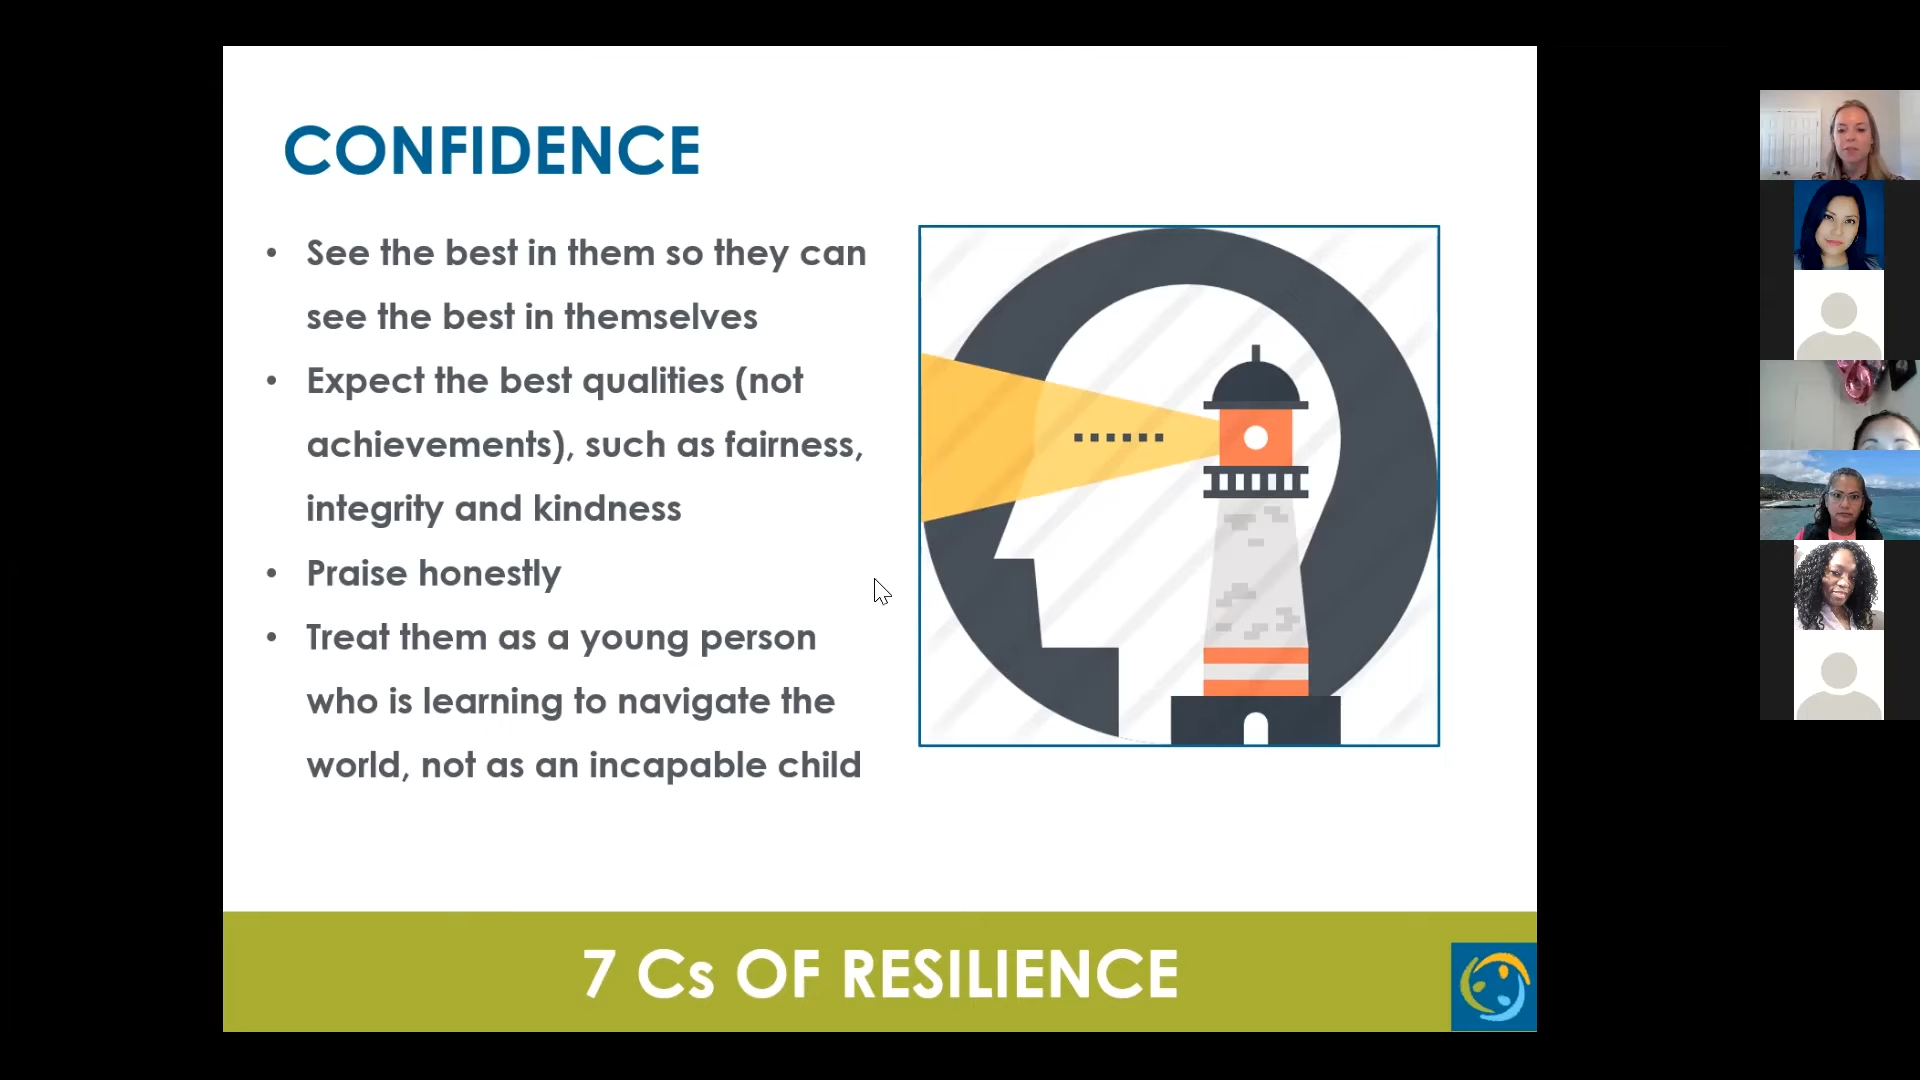 CONFIDENCE
• See the best in them so they can
see the best in themselves
• Expect the best qualities (not
achievements), such as fairness,
integrity and kindness
• Praise honestly
• Treat them as a young person
who is learning to navigate the
world, not as an incapable child
7 Cs OF RESILIENCE